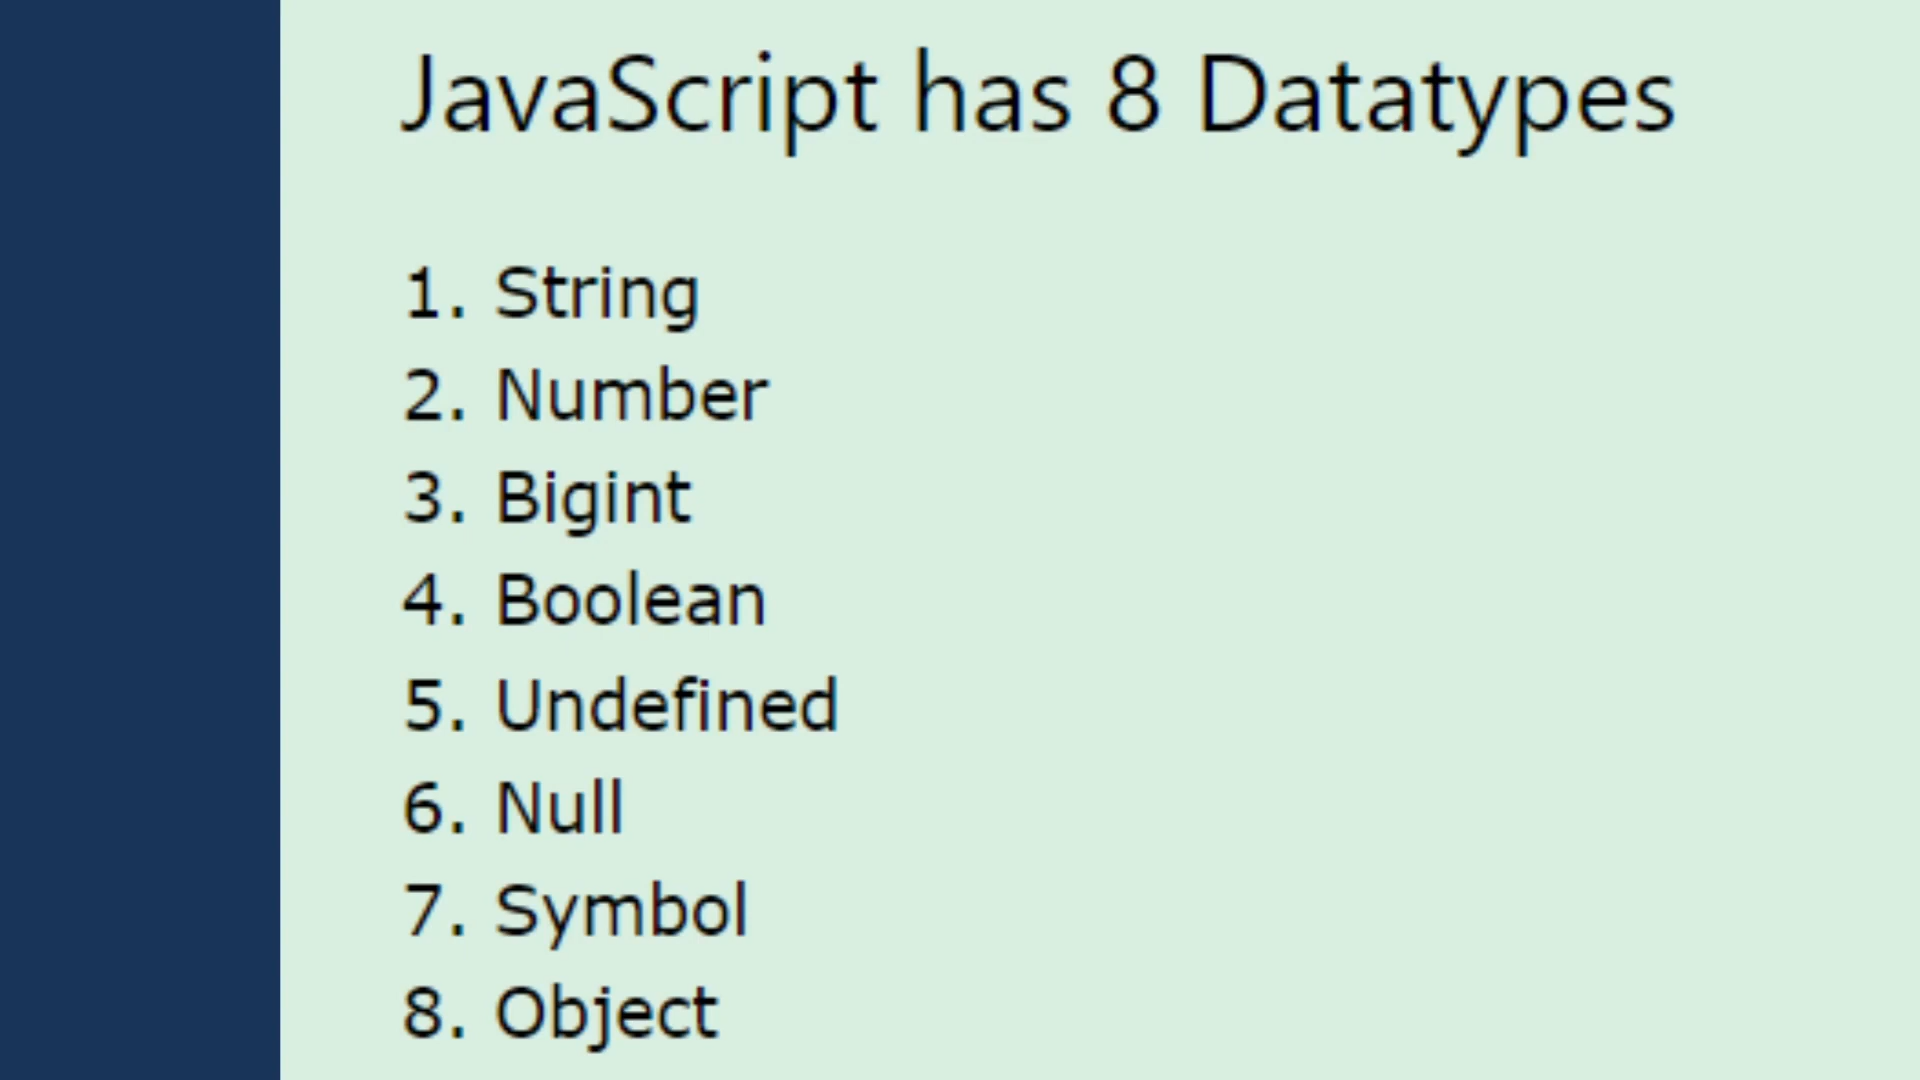 JavaScript has 8 Datatypes
1. String
2. Number
3. Bigint
4. Boolean
5. Undefined
6. Null
7. Symbol
8. Object